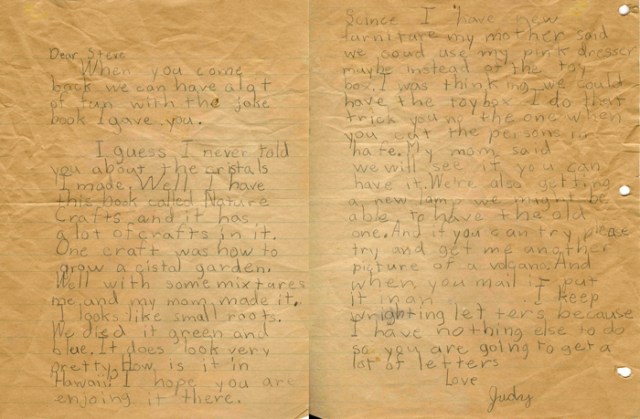 Dear Steve
When you come
back we can have alot
of fun with the joke
book I gave you.
I guess I never told
you about the cristals
I made. Well, I have
this book called Nature
Crafts and it has
a lot of crafts in it.
One craft was how to
grow a cistal garden.
Well with some mixtures
me and my mom made it.
I looks like small roots.
We died it green and
blue. It does look very
pretty. How is it in
Hawaii? I hope you are
enjoing it there.
Scince I have new
furniture my mother said
we coud use my pink dresser
maybe instead of the toy
box. I was thinking we could
have the toybox I do that
trick you no the one when
you cut the persons in
hafe. My mom said
we will see if you can
have it. We're also getting
a new lamp we might be
able to have the old
one. And if you can try please
try and get me another
picture of a volcano. And
when you mail it put
it in an I keep
wrighting letters because
I have nothing else to do
so you are going to get a
lot of letters
Love
Judy